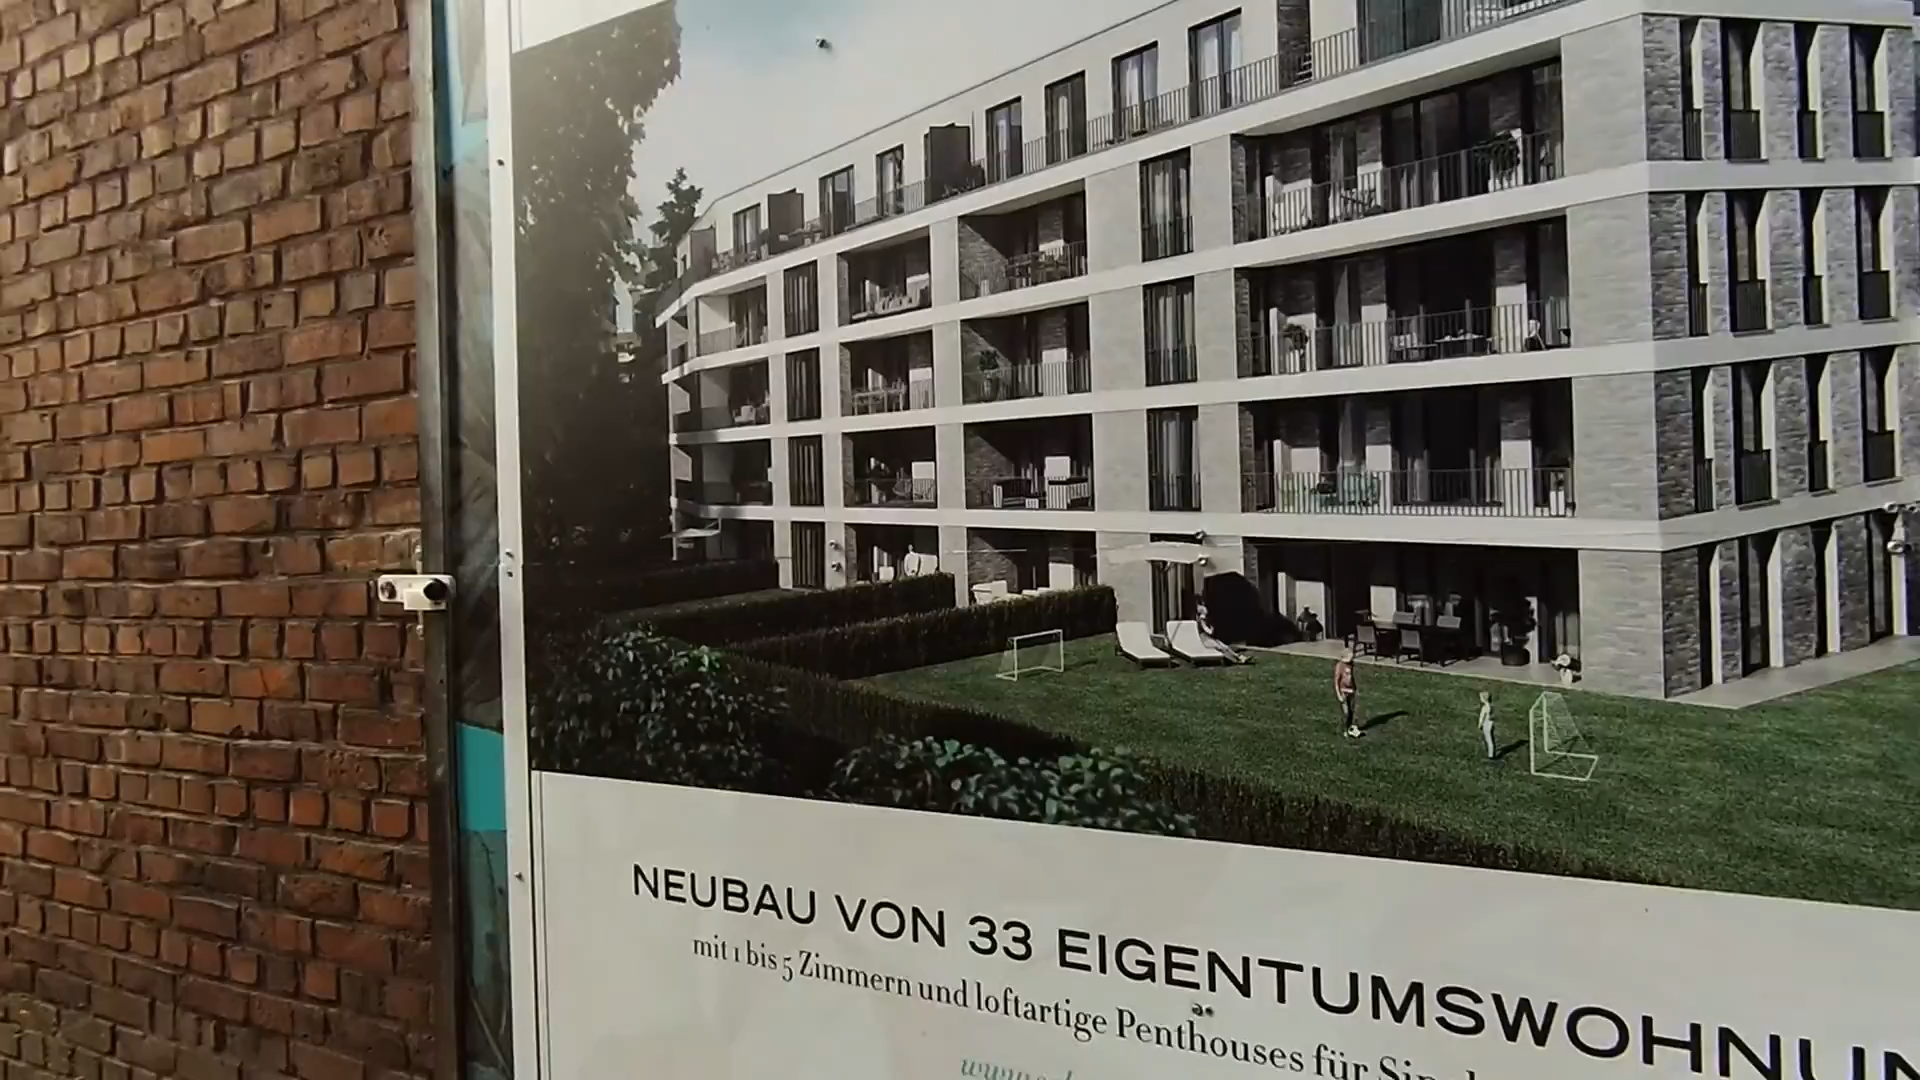 NEUBAU VON 33 EIGENTUMSWOHNUN
mit 1 bis 5 Zimmern und loftartige Penthouses für